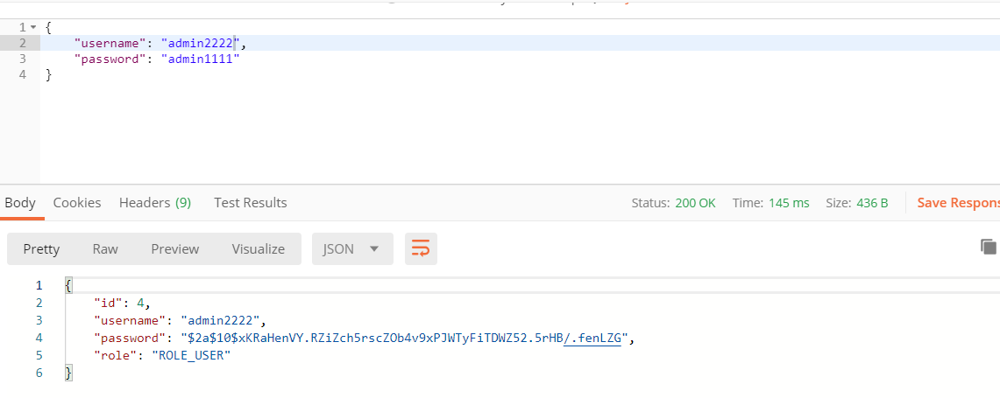 1 {
2 "username": "admin2222",
3 "password": "admin1111"
4 }
Body Cookies Headers (9) Test Results Status: 200 OK Time: 145 ms Size: 436 B Save Respons
Pretty Raw Preview Visualize JSON
1 {
2 "id": 4,
3 "username": "admin2222",
4 "password": "$2a$10$xKRaHenVY.RZiZch5rscZOb4v9xPJWTyFiTDWZ52.5rHB/.fenLZG",
5 "role": "ROLE_USER"
6 }